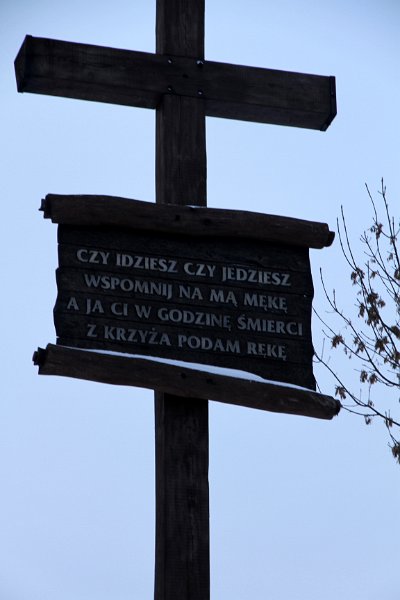 CZY IDZIESZ CZY JEDZIESZ
WSPOMNIJ NA MĄ MĘKĘ
A JA CI W GODZINĘ ŚMIERCI
Z KRZYŻA PODAM RĘKĘ